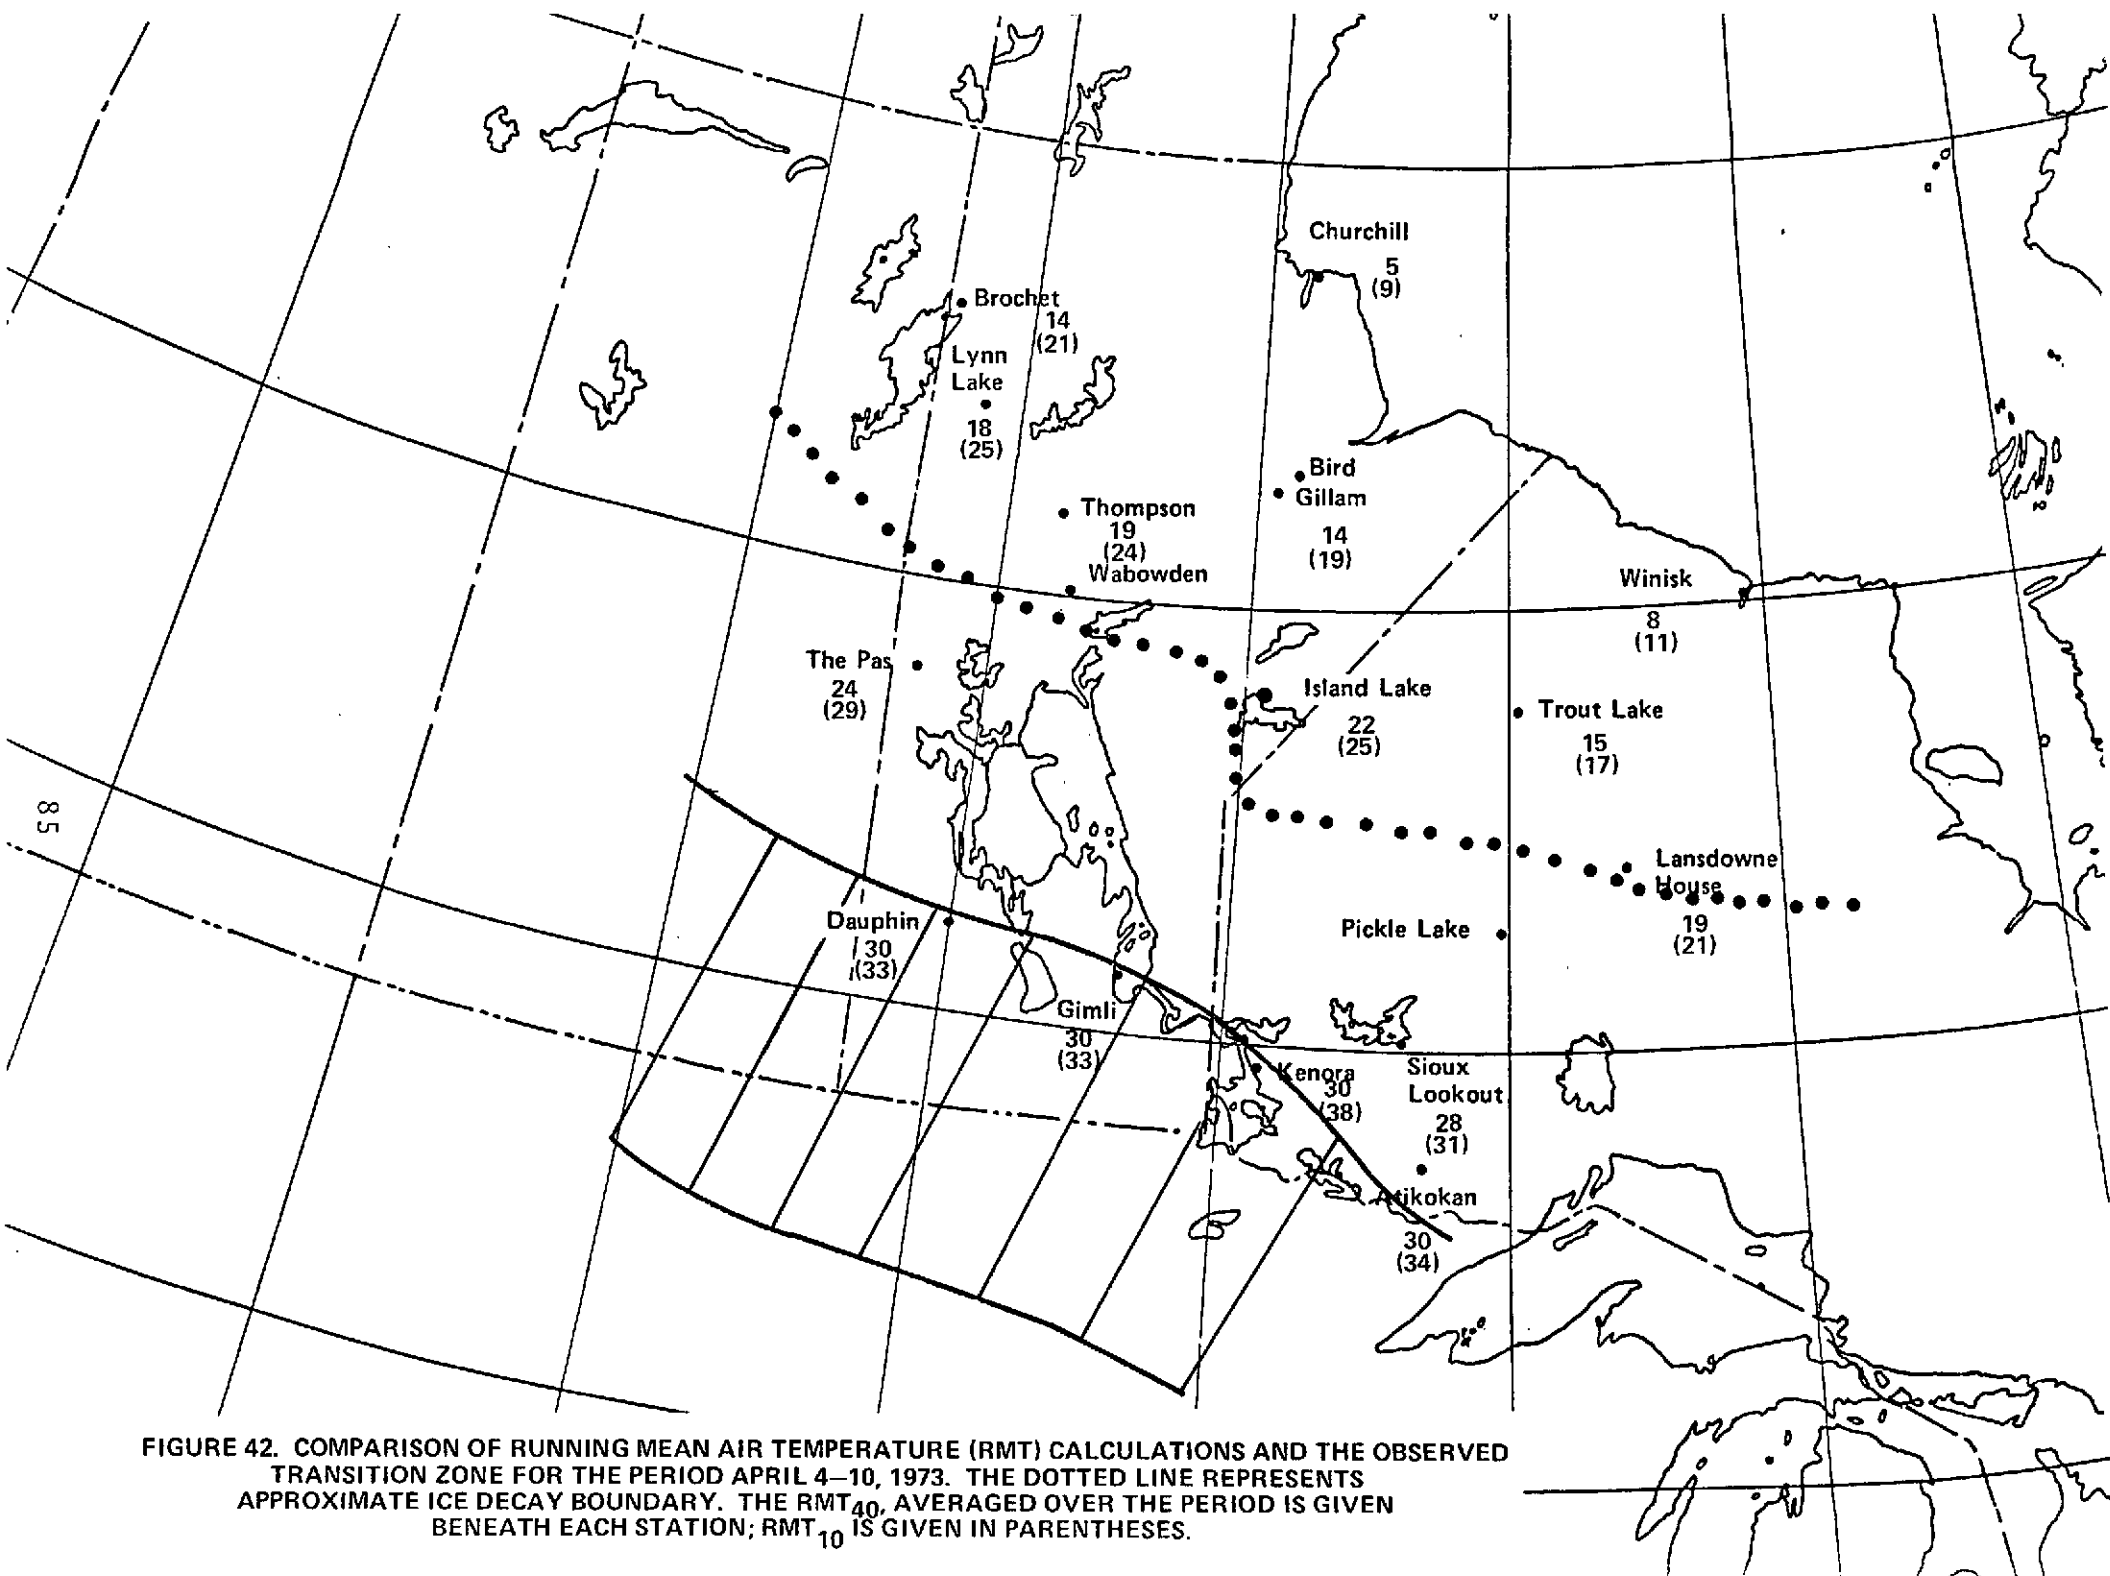 Churchill
5
(9)
Brochet
14
(21)
Lynn
Lake
18
(25)
Bird
Gillam
14
(19)
Thompson
19
(24)
Wabowden
Winisk
8
(11)
The Pas
24
(29)
Island Lake
22
(25)
Trout Lake
15
(17)
85
Lansdowne
House
19
(21)
Pickle Lake
Dauphin
30
(33)
Gimli
30
(33)
Kenora
30
(38)
Sioux
Lookout
28
(31)
Atikokan
30
(34)
FIGURE 42. COMPARISON OF RUNNING MEAN AIR TEMPERATURE (RMT) CALCULATIONS AND THE OBSERVED
TRANSITION ZONE FOR THE PERIOD APRIL 4–10, 1973. THE DOTTED LINE REPRESENTS
APPROXIMATE ICE DECAY BOUNDARY. THE RMT40, AVERAGED OVER THE PERIOD IS GIVEN
BENEATH EACH STATION; RMT10 IS GIVEN IN PARENTHESES.